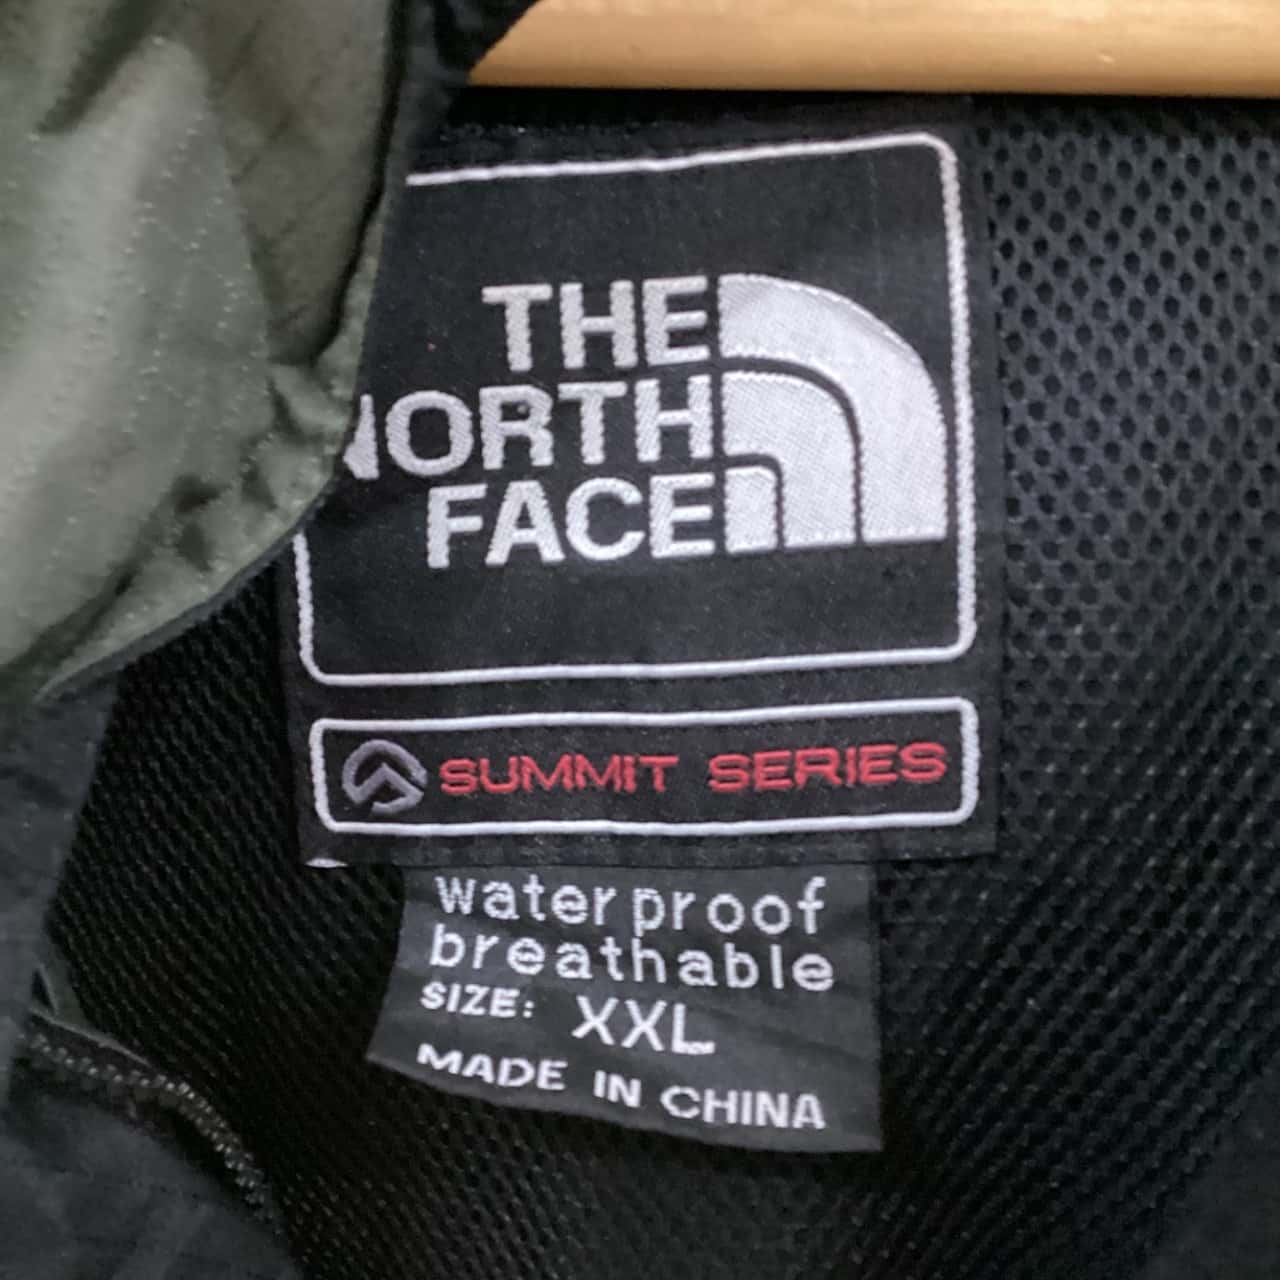 THE
NORTH
FACE
SUMMIT SERIES
waterproof
breathable
SIZE: XXL
MADE IN CHINA